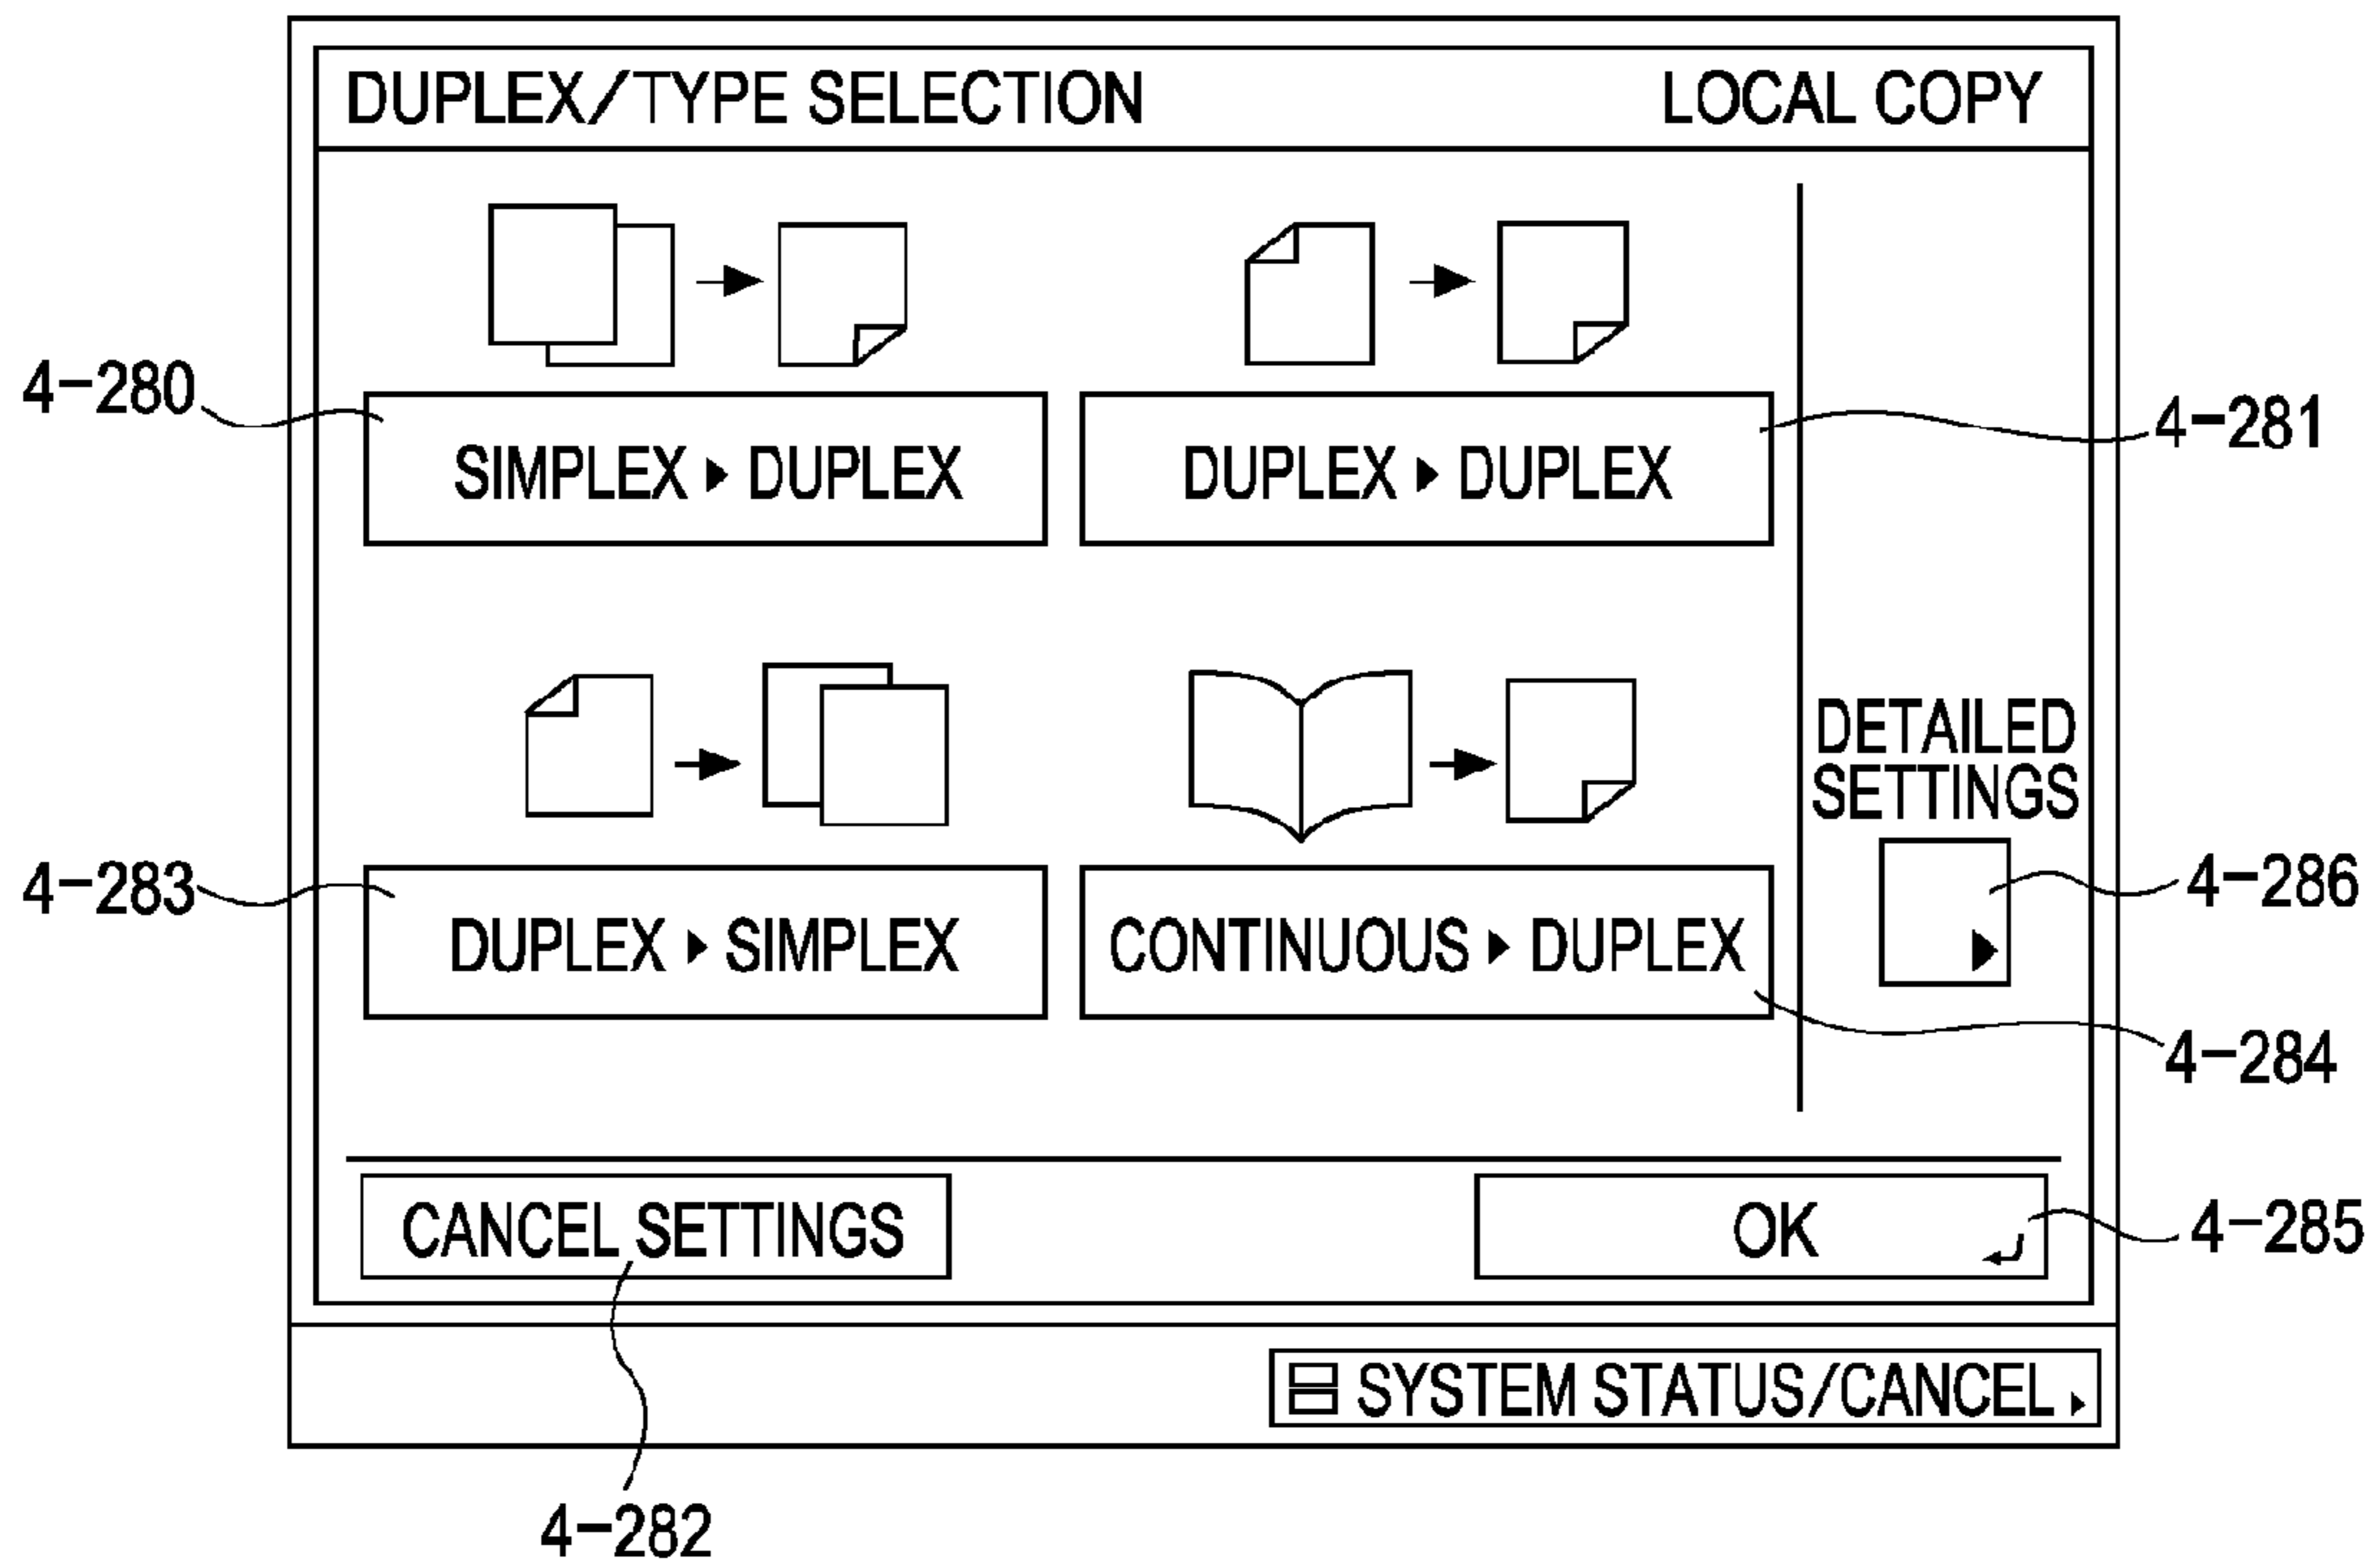 DUPLEX/TYPE SELECTION LOCAL COPY
4-280
SIMPLEX ▶ DUPLEX
DUPLEX ▶ DUPLEX
4-281
DETAILED
SETTINGS
4-283
DUPLEX ▶ SIMPLEX
CONTINUOUS ▶ DUPLEX
4-286
4-284
CANCEL SETTINGS
OK
4-285
SYSTEM STATUS/CANCEL ▶
4-282